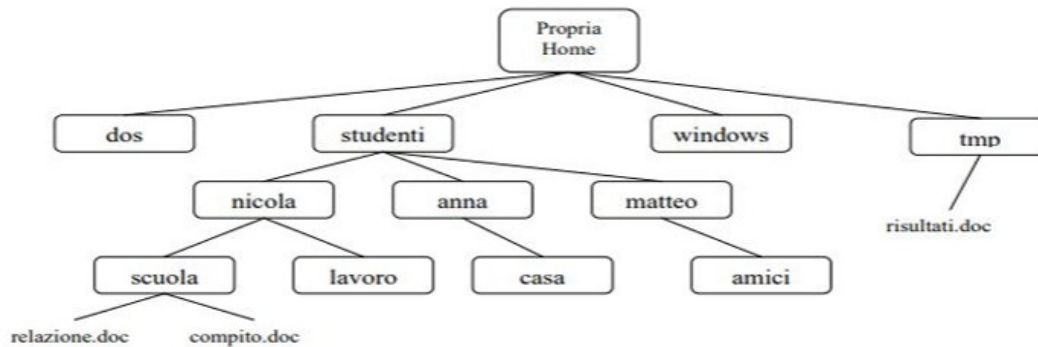 Propria
Home
dos studenti windows tmp
nicola anna matteo
risultati.doc
scuola lavoro casa amici
relazione.doc compito.doc